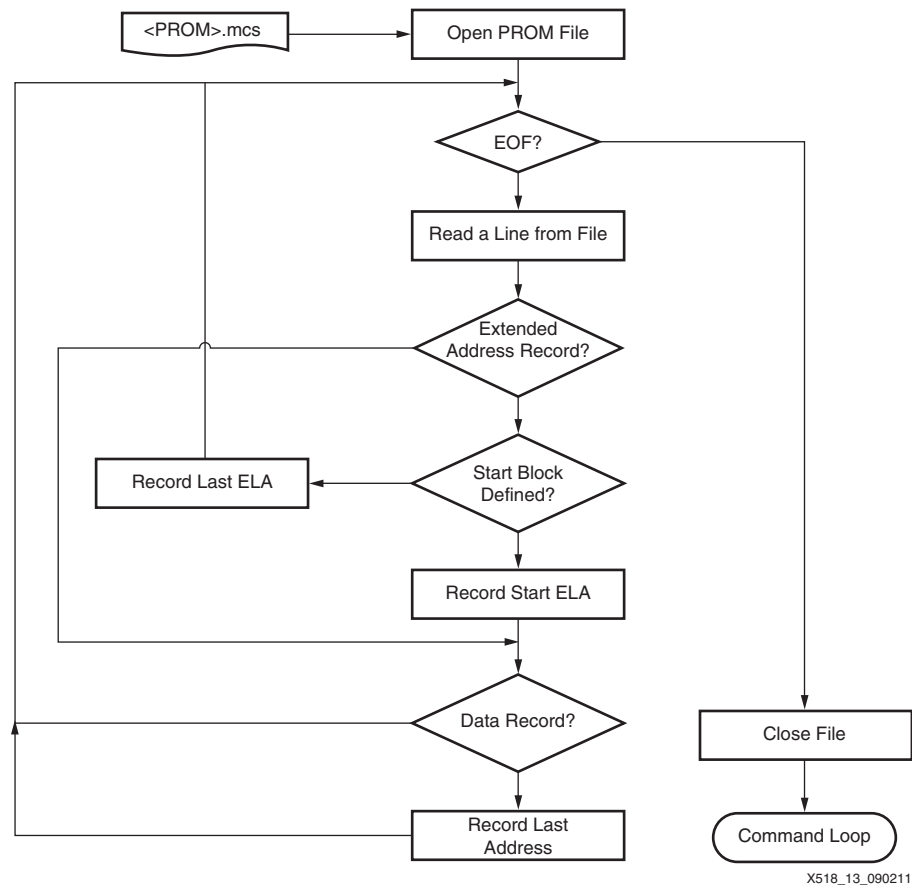 <PROM>.mcs
Open PROM File
EOF?
Read a Line from File
Extended
Address Record?
Record Last ELA
Start Block
Defined?
Record Start ELA
Data Record?
Close File
Record Last
Address
Command Loop
X518_13_090211